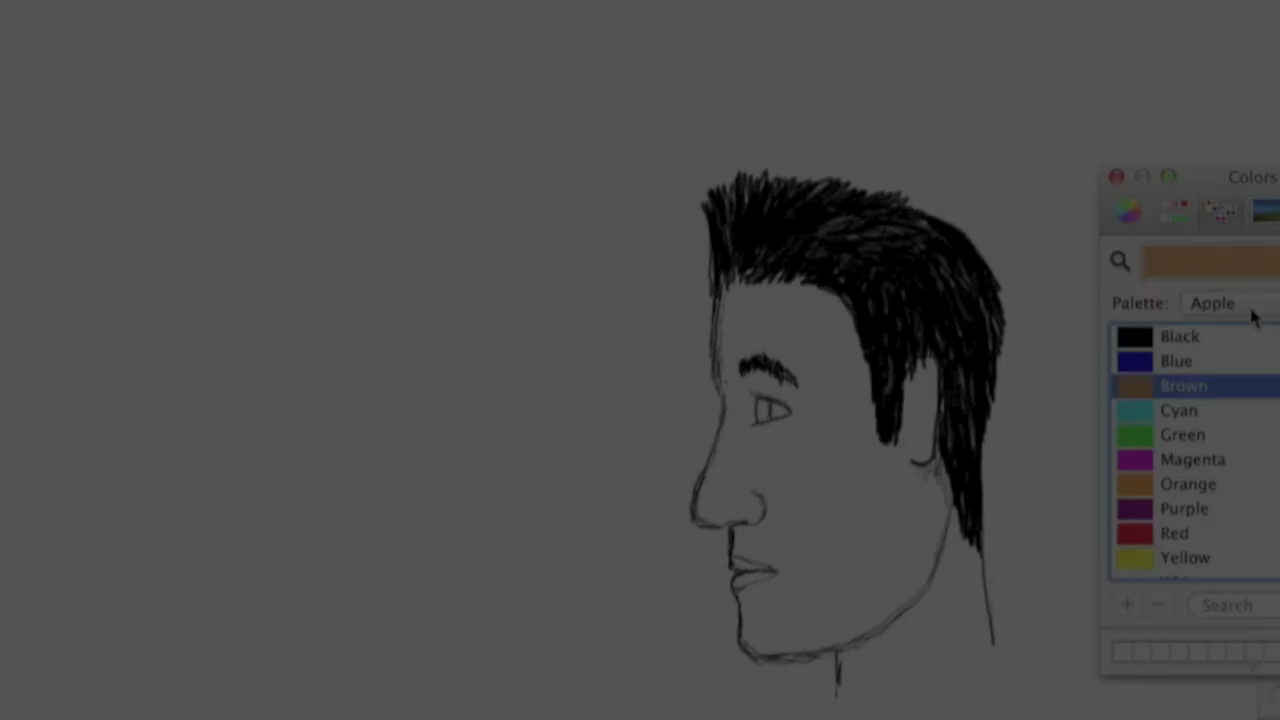 Colors
Palette: Apple
Black
Blue
Brown
Cyan
Green
Magenta
Orange
Purple
Red
Yellow
+ −
Search